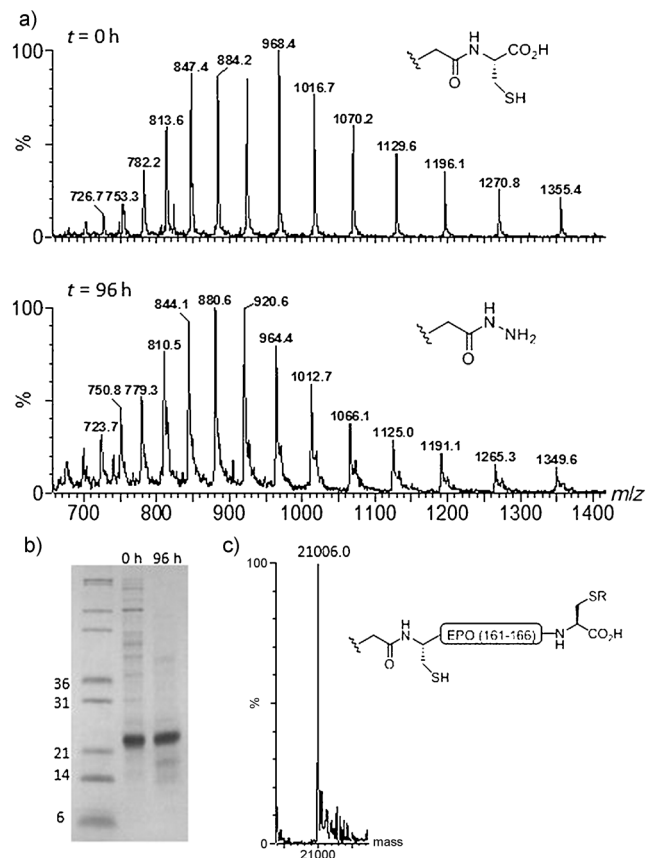 a)
t = 0 h
968.4
847.4
884.2
1016.7
813.6
1070.2
1129.6
782.2
1196.1
726.7
753.3
1270.8
1355.4
100
50
0
%
H
N
CO2H
O
SH
t = 96 h
844.1
880.6
920.6
810.5
964.4
750.8
779.3
1012.7
723.7
1066.1
1125.0
1191.1
1265.3
1349.6
100
50
0
%
H
N
NH2
O
700 800 900 1000 1100 1200 1300 1400 m/z
b)
0 h 96 h
36
31
21
14
6
c)
21006.0
100
%
0
21000
mass
H
N
O
SH
EPO (161-166)
SR
N
H
CO2H